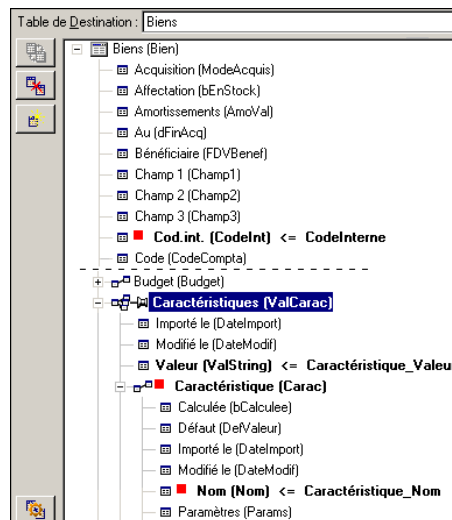 Table de Destination : Biens
Biens (Bien)
Acquisition (ModeAcquis)
Affectation (bEnStock)
Amortissements (AmoVal)
Au (dFinAcq)
Bénéficiaire (FDVBenef)
Champ 1 (Champ1)
Champ 2 (Champ2)
Champ 3 (Champ3)
Cod.int. (CodeInt) <= CodeInterne
Code (CodeCompta)
Budget (Budget)
Caractéristiques (ValCarac)
Importé le (DateImport)
Modifié le (DateModif)
Valeur (ValString) <= Caractéristique_Valeur
Caractéristique (Carac)
Calculée (bCalculee)
Défaut (DefValeur)
Importé le (DateImport)
Modifié le (DateModif)
Nom (Nom) <= Caractéristique_Nom
Paramètres (Params)